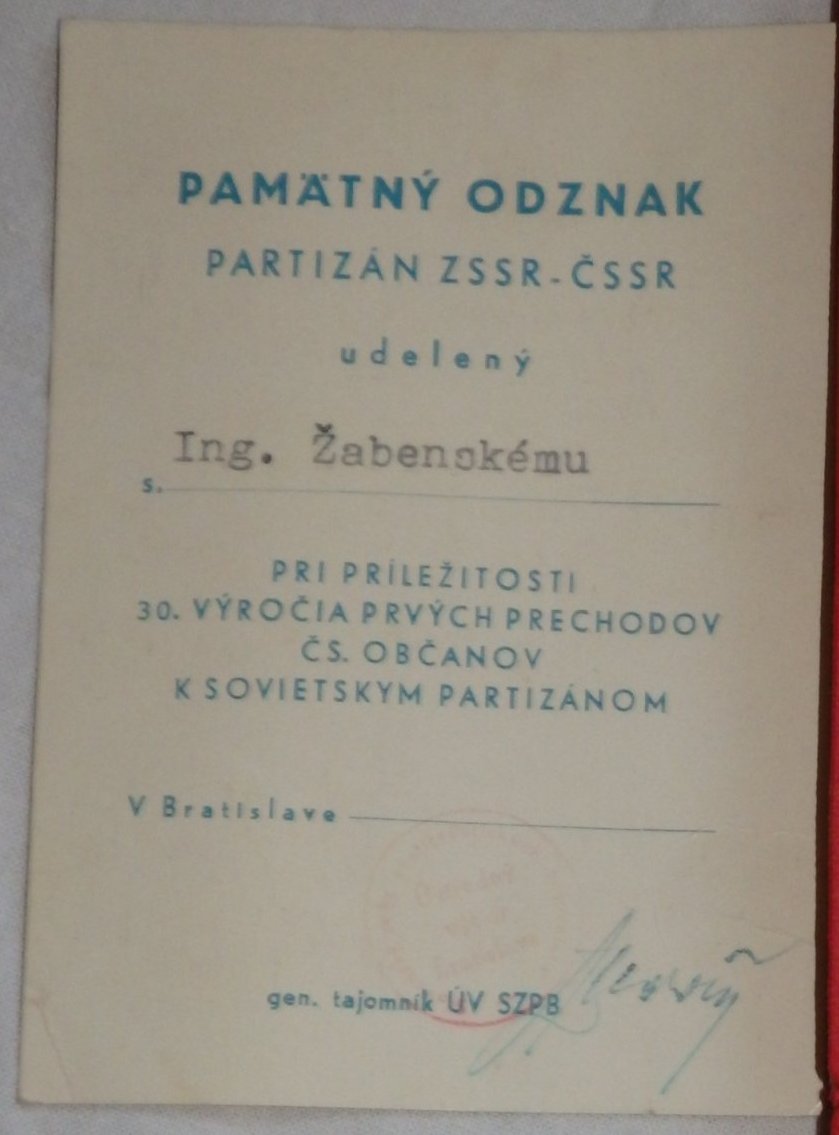 PAMÄTNÝ ODZNAK
PARTIZÁN ZSSR-ČSSR
udelený
Ing. Žabenskému
s.
PRI PRÍLEŽITOSTI
30. VÝROČIA PRVÝCH PRECHODOV
ČS. OBČANOV
K SOVIETSKYM PARTIZÁNOM
V Bratislave
gen. tajomník ÚV SZPB